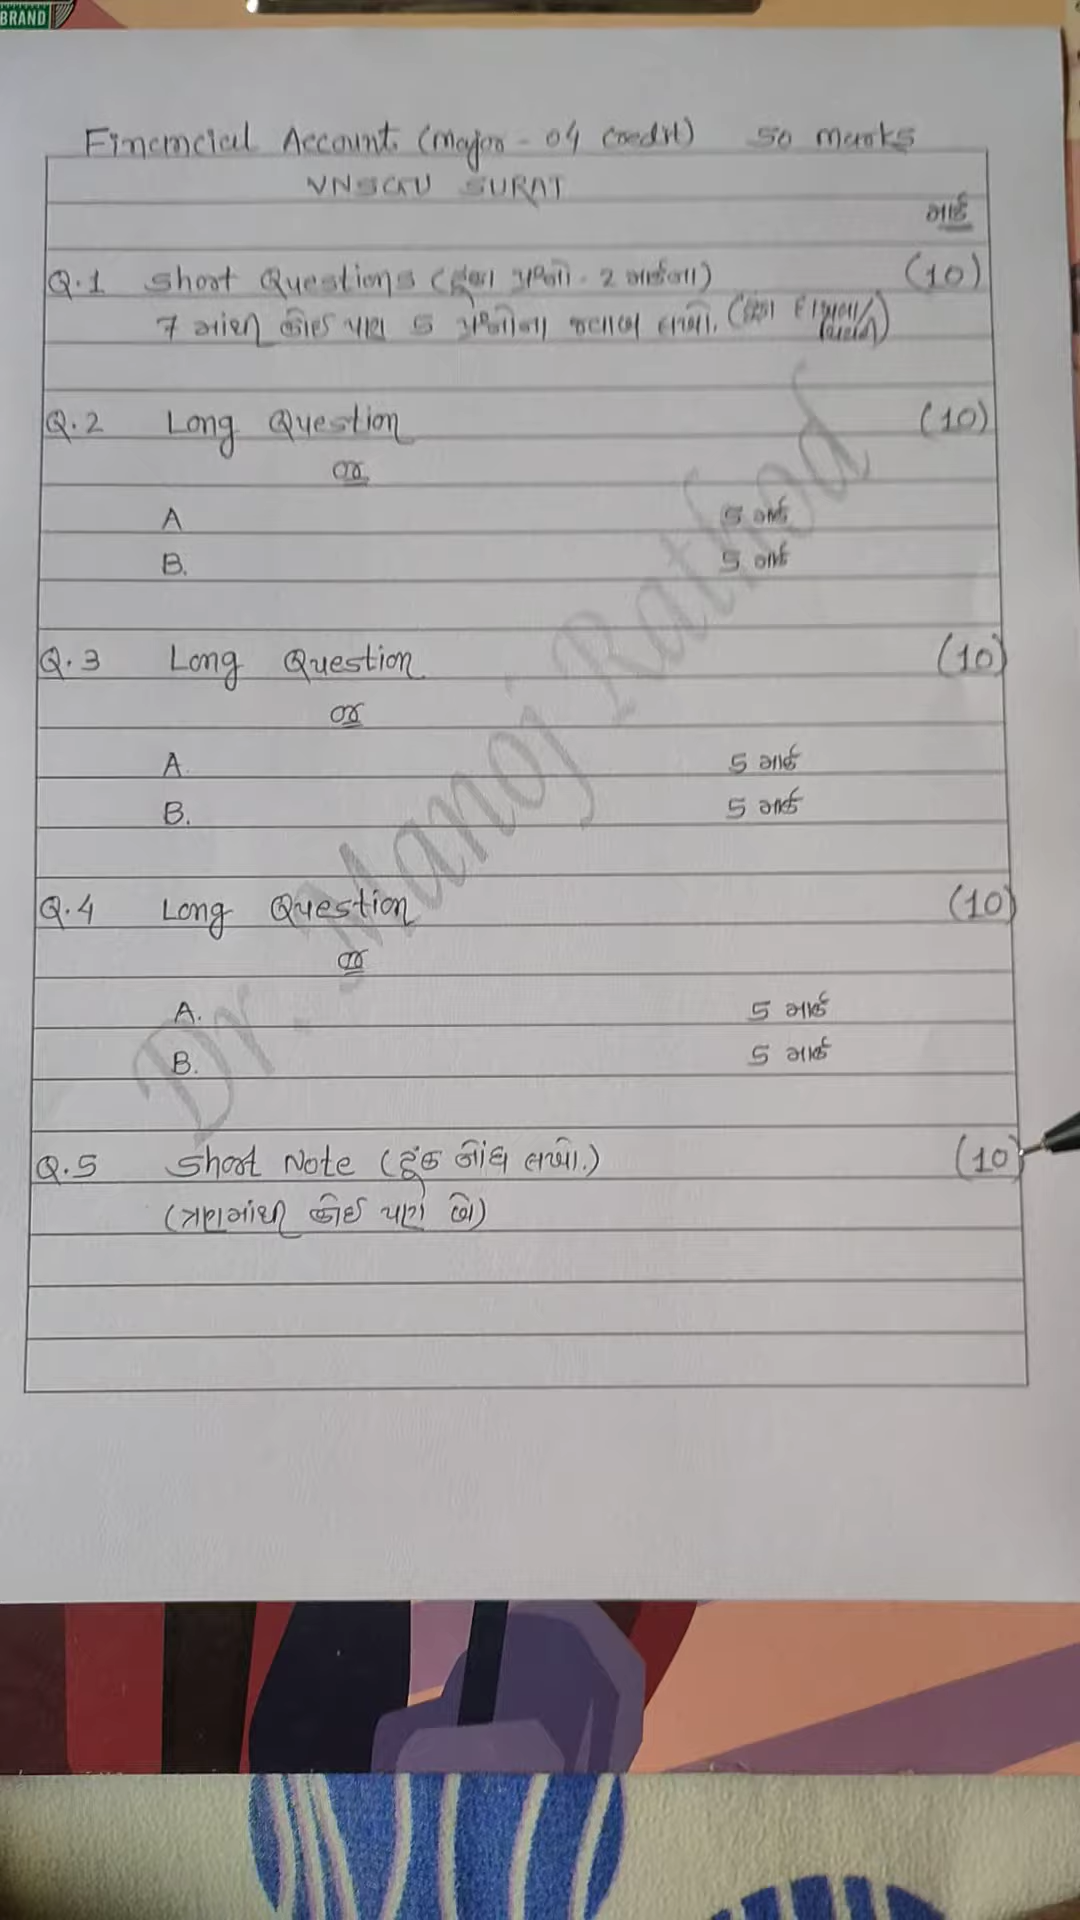 BRAND
Financial Account (Major - 04 Credit) 50 marks
VNSGU SURAT
માર્ક
Q.1 Short Questions (ટૂંકા પ્રશ્નો - 2 માર્કના) (10)
7 માંથી કોઈ પણ 5 પ્રશ્નોના જવાબ લખો.
Q.2 Long Question (10)
OR
A 5 માર્ક
B. 5 માર્ક
Q.3 Long Question (10)
OR
A. 5 માર્ક
B. 5 માર્ક
Q.4 Long Question (10)
OR
A. 5 માર્ક
B. 5 માર્ક
Q.5 Short Note (ટૂંક નોંધ લખો.) (10)
(ત્રણમાંથી કોઈ પણ બે)
Dr. Manoj Rathod